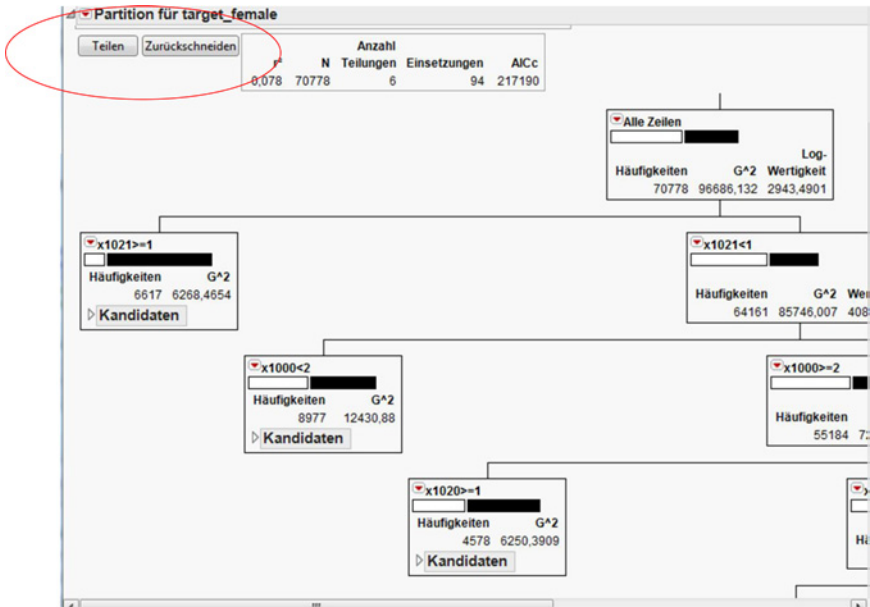 Partition für target_female
Teilen Zurückschneiden
Anzahl
r² N Teilungen Einsetzungen AICc
0,078 70778 6 94 217190
Alle Zeilen
Log-
Häufigkeiten G^2 Wertigkeit
70778 96686,132 2943,4901
x1021>=1
Häufigkeiten G^2
6617 6268,4654
Kandidaten
x1021<1
Häufigkeiten G^2
64161 85746,007
x1000<2
Häufigkeiten G^2
8977 12430,88
Kandidaten
x1000>=2
Häufigkeiten
55184
x1020>=1
Häufigkeiten G^2
4578 6250,3909
Kandidaten